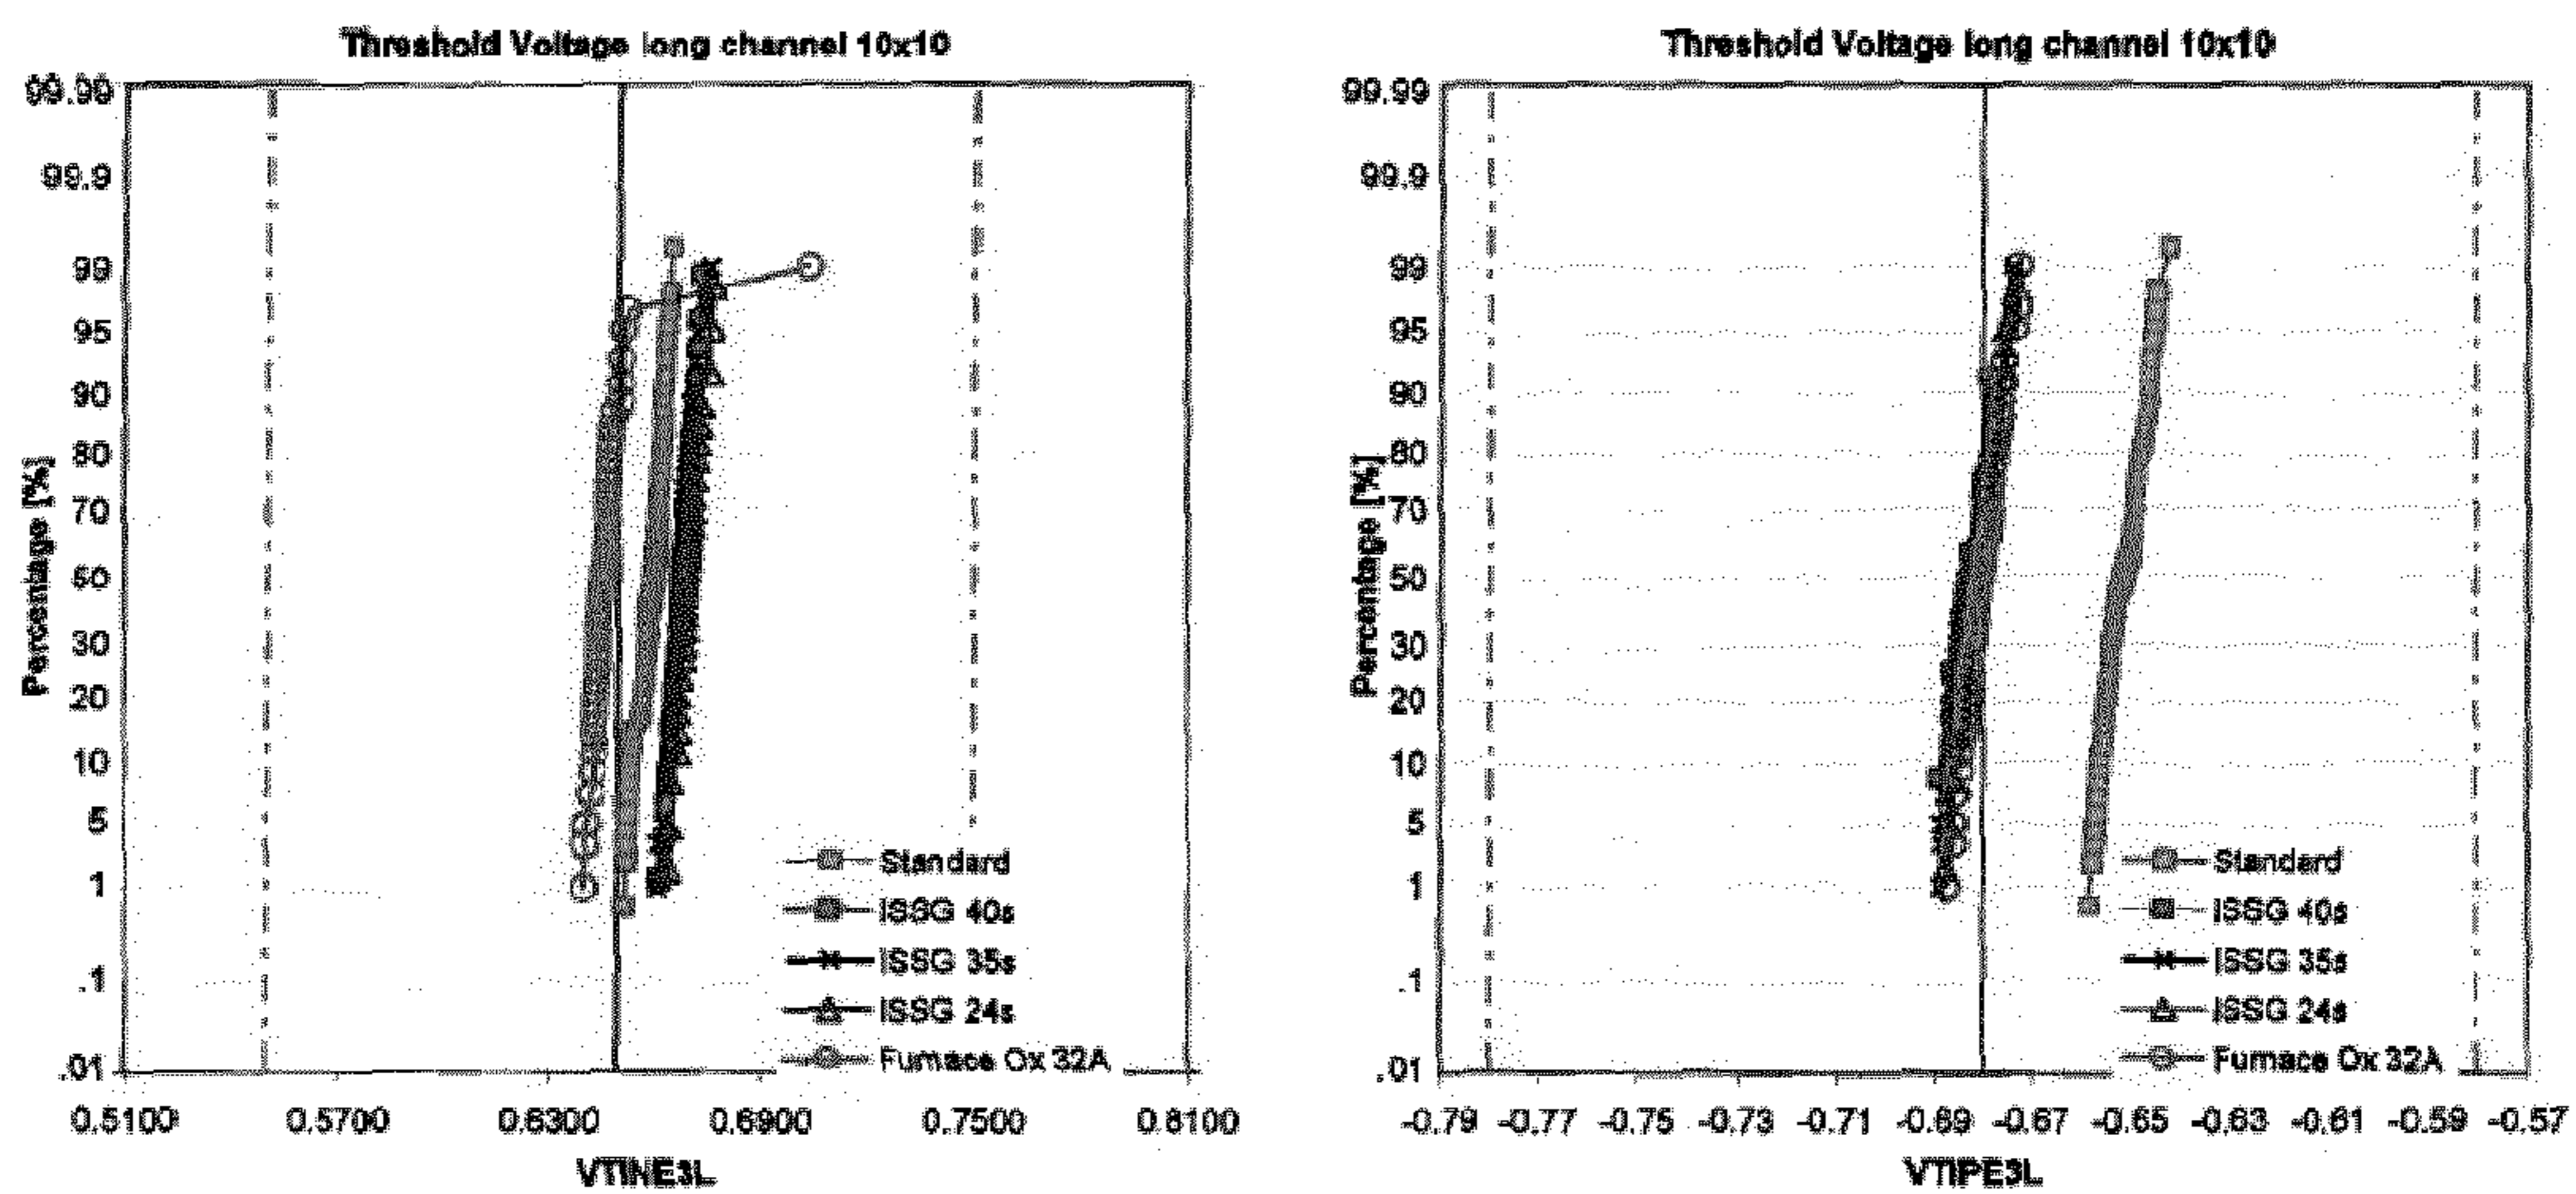 Threshold Voltage long channel 10x10
99.99
99.9
99
95
90
80
70
50
30
20
10
5
1
.1
.01
Percentage [%]
Standard
ISSG 40s
ISSG 35s
ISSG 24s
Furnace Ox 32A
0.5100 0.5700 0.6300 0.6900 0.7500 0.8100
VTINE3L
Threshold Voltage long channel 10x10
99.99
99.9
99
95
90
80
70
50
30
20
10
5
1
.1
.01
Percentage [%]
Standard
ISSG 40s
ISSG 35s
ISSG 24s
Furnace Ox 32A
-0.79 -0.77 -0.75 -0.73 -0.71 -0.69 -0.67 -0.65 -0.63 -0.61 -0.59 -0.57
VTIPE3L